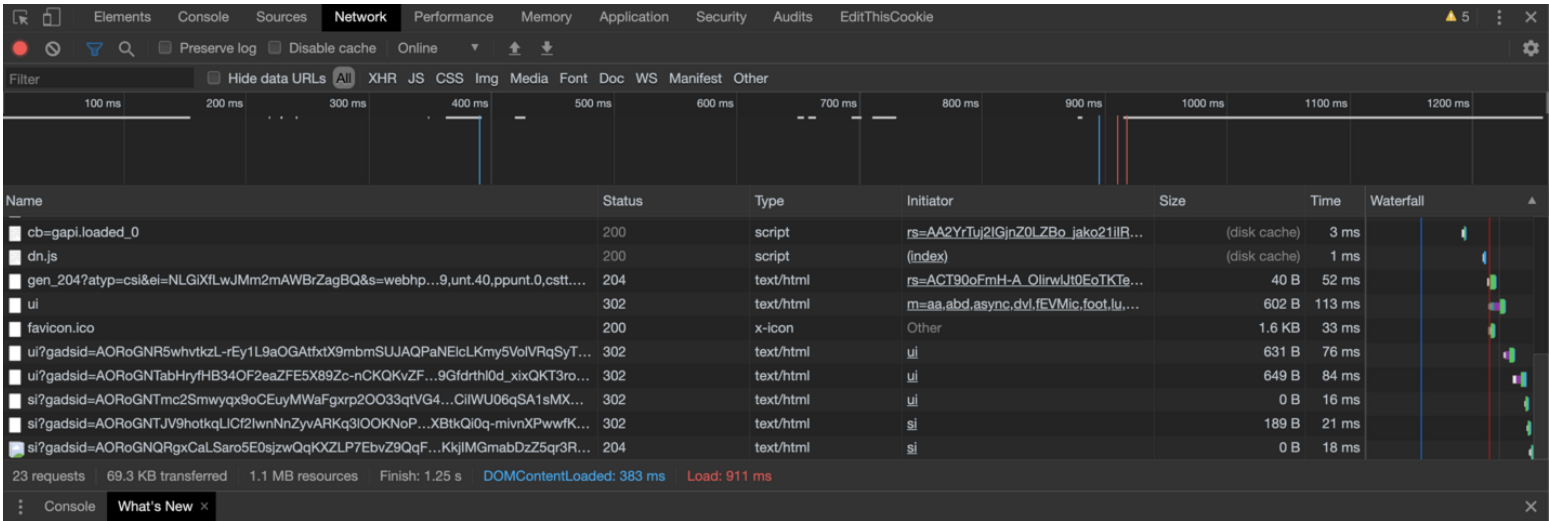 Elements Console Sources Network Performance Memory Application Security Audits EditThisCookie 5
Preserve log Disable cache Online
Filter Hide data URLs All XHR JS CSS Img Media Font Doc WS Manifest Other
100 ms 200 ms 300 ms 400 ms 500 ms 600 ms 700 ms 800 ms 900 ms 1000 ms 1100 ms 1200 ms
Name Status Type Initiator Size Time Waterfall
cb=gapi.loaded_0 200 script rs=AA2YrTuj2IGjnZ0LZBo_jako21iIR... (disk cache) 3 ms
dn.js 200 script (index) (disk cache) 1 ms
gen_204?atyp=csi&ei=NLGiXfLwJMm2mAWBrZagBQ&s=webhp...9,unt.40,ppunt.0,cstt.... 204 text/html rs=ACT90oFmH-A_OlirwlJt0EoTKTe... 40 B 52 ms
ui 302 text/html m=aa,abd,async,dvl,fEVMic,foot,lu,... 602 B 113 ms
favicon.ico 200 x-icon Other 1.6 KB 33 ms
ui?gadsid=AORoGNR5whvtkzL-rEy1L9aOGAtfxtX9mbmSUJAQPaNElcLKmy5VolVRqSyT... 302 text/html ui 631 B 76 ms
ui?gadsid=AORoGNTabHryfHB34OF2eaZFE5X89Zc-nCKQKvZF...9Gfdrthl0d_xixQKT3ro... 302 text/html ui 649 B 84 ms
si?gadsid=AORoGNTmc2Smwyqx9oCEuyMWaFgxrp2OO33qtVG4...CilWU06qSA1sMX... 302 text/html ui 0 B 16 ms
si?gadsid=AORoGNTJV9hotkqLlCf2IwnNnZyvARKq3lOOKNoP...XBtkQi0q-mivnXPwwfK... 302 text/html si 189 B 21 ms
si?gadsid=AORoGNQRgxCaLSaro5E0sjzwQqKXZLP7EbvZ9QqF...KkjlMGmabDzZ5qr3R... 204 text/html si 0 B 18 ms
23 requests 69.3 KB transferred 1.1 MB resources Finish: 1.25 s DOMContentLoaded: 383 ms Load: 911 ms
Console What's New